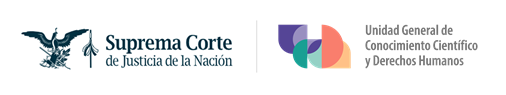 Suprema Corte
de Justicia de la Nación
Unidad General de
Conocimiento Científico
y Derechos Humanos